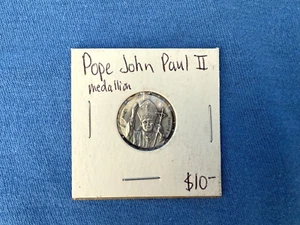 Pope John Paul II
medallion
$10-